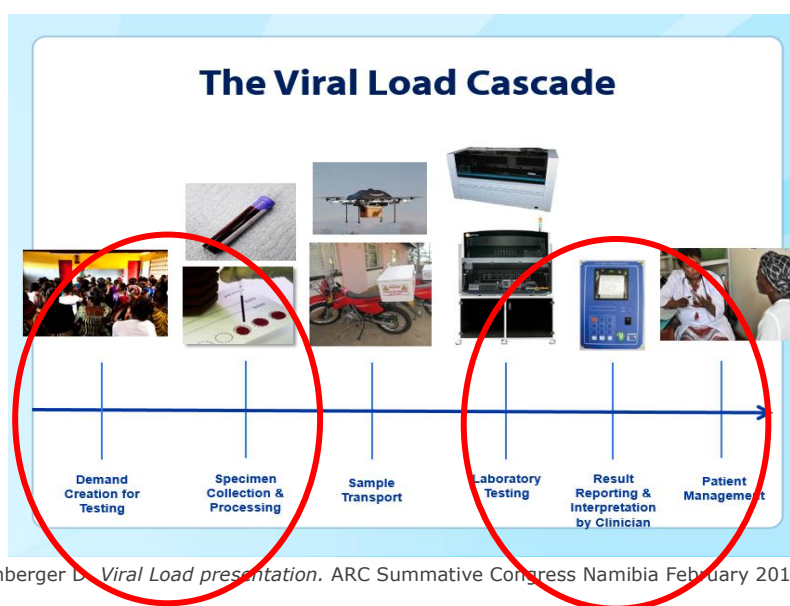 The Viral Load Cascade
Demand
Creation for
Testing
Specimen
Collection &
Processing
Sample
Transport
Laboratory
Testing
Result
Reporting &
Interpretation
by Clinician
Patient
Management
D. Viral Load presentation. ARC Summative Congress Namibia February